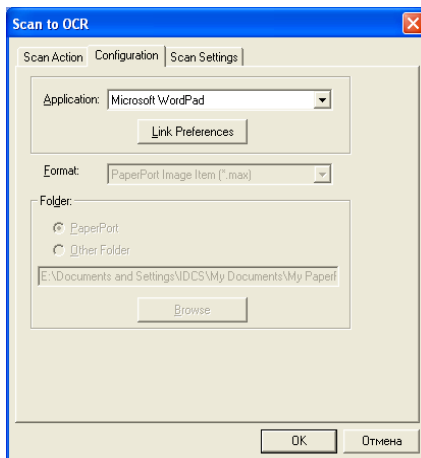 Scan to OCR
Scan Action Configuration Scan Settings
Application: Microsoft WordPad
Link Preferences
Format: PaperPort Image Item (*.max)
Folder:
PaperPort
Other Folder
E:\Documents and Settings\IDCS\My Documents\My Paperf
Browse
OK Отмена